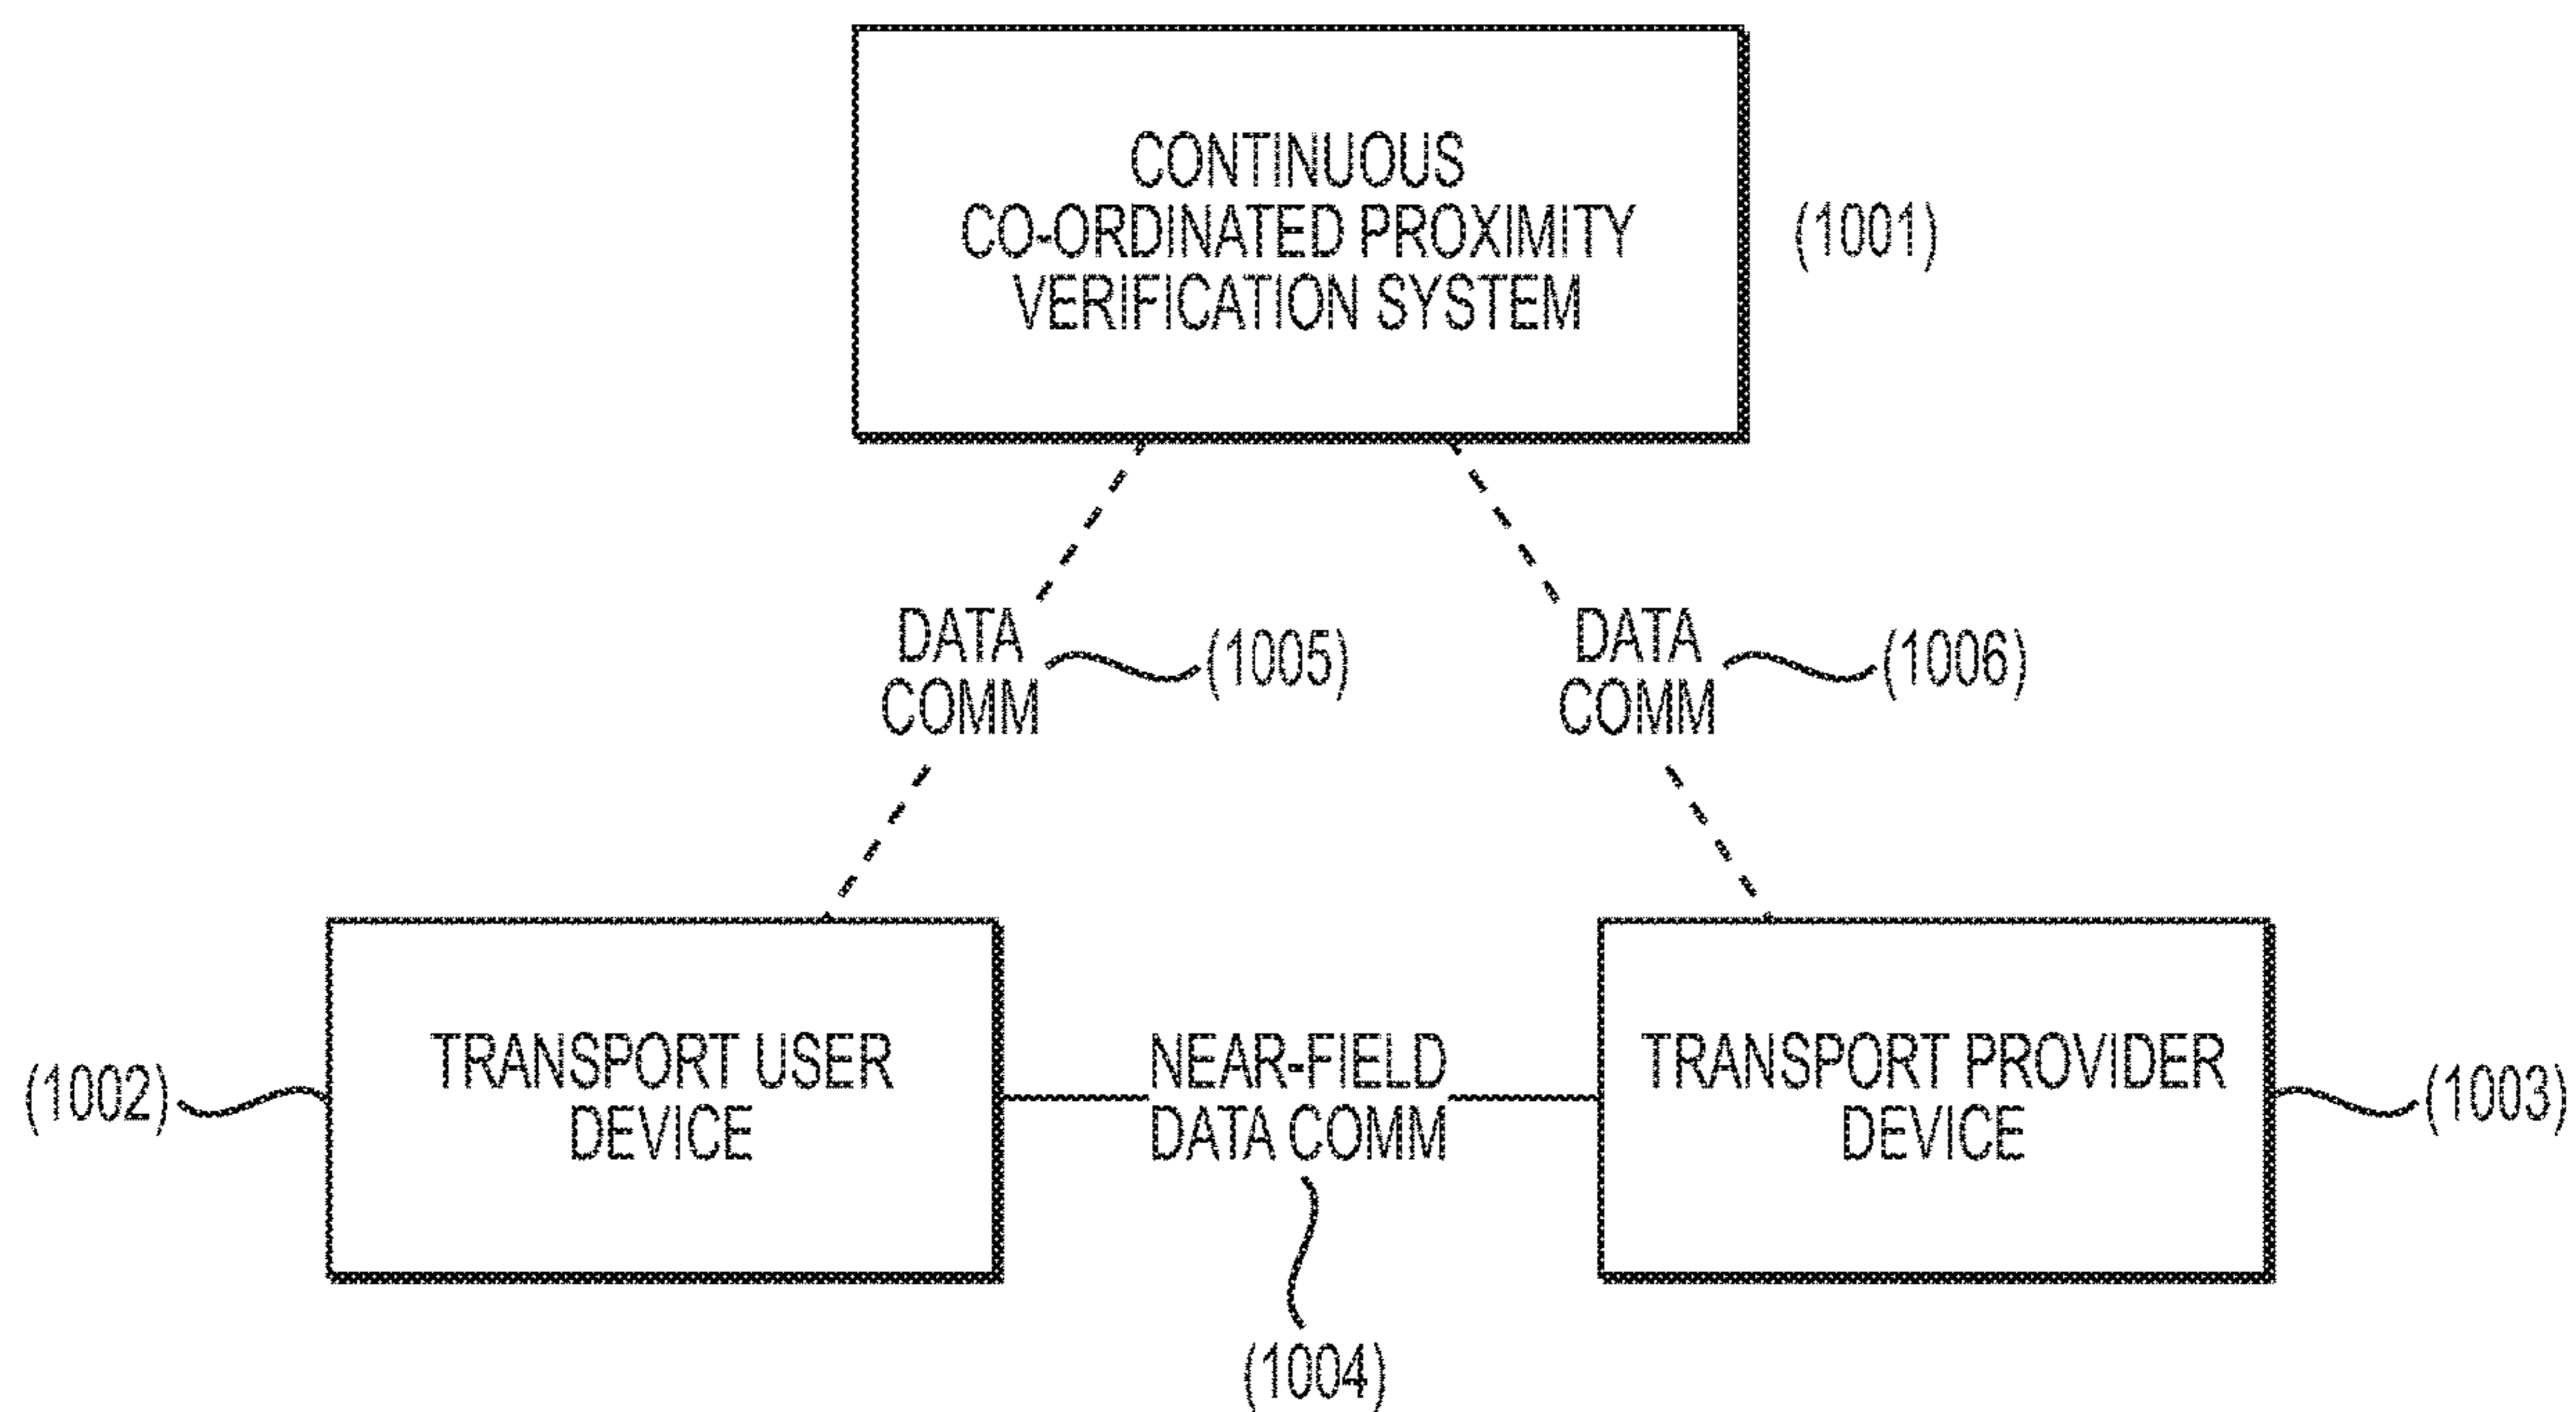 CONTINUOUS
CO-ORDINATED PROXIMITY
VERIFICATION SYSTEM
(1001)
DATA
COMM
(1005)
DATA
COMM
(1006)
(1002)
TRANSPORT USER
DEVICE
NEAR-FIELD
DATA COMM
TRANSPORT PROVIDER
DEVICE
(1003)
(1004)